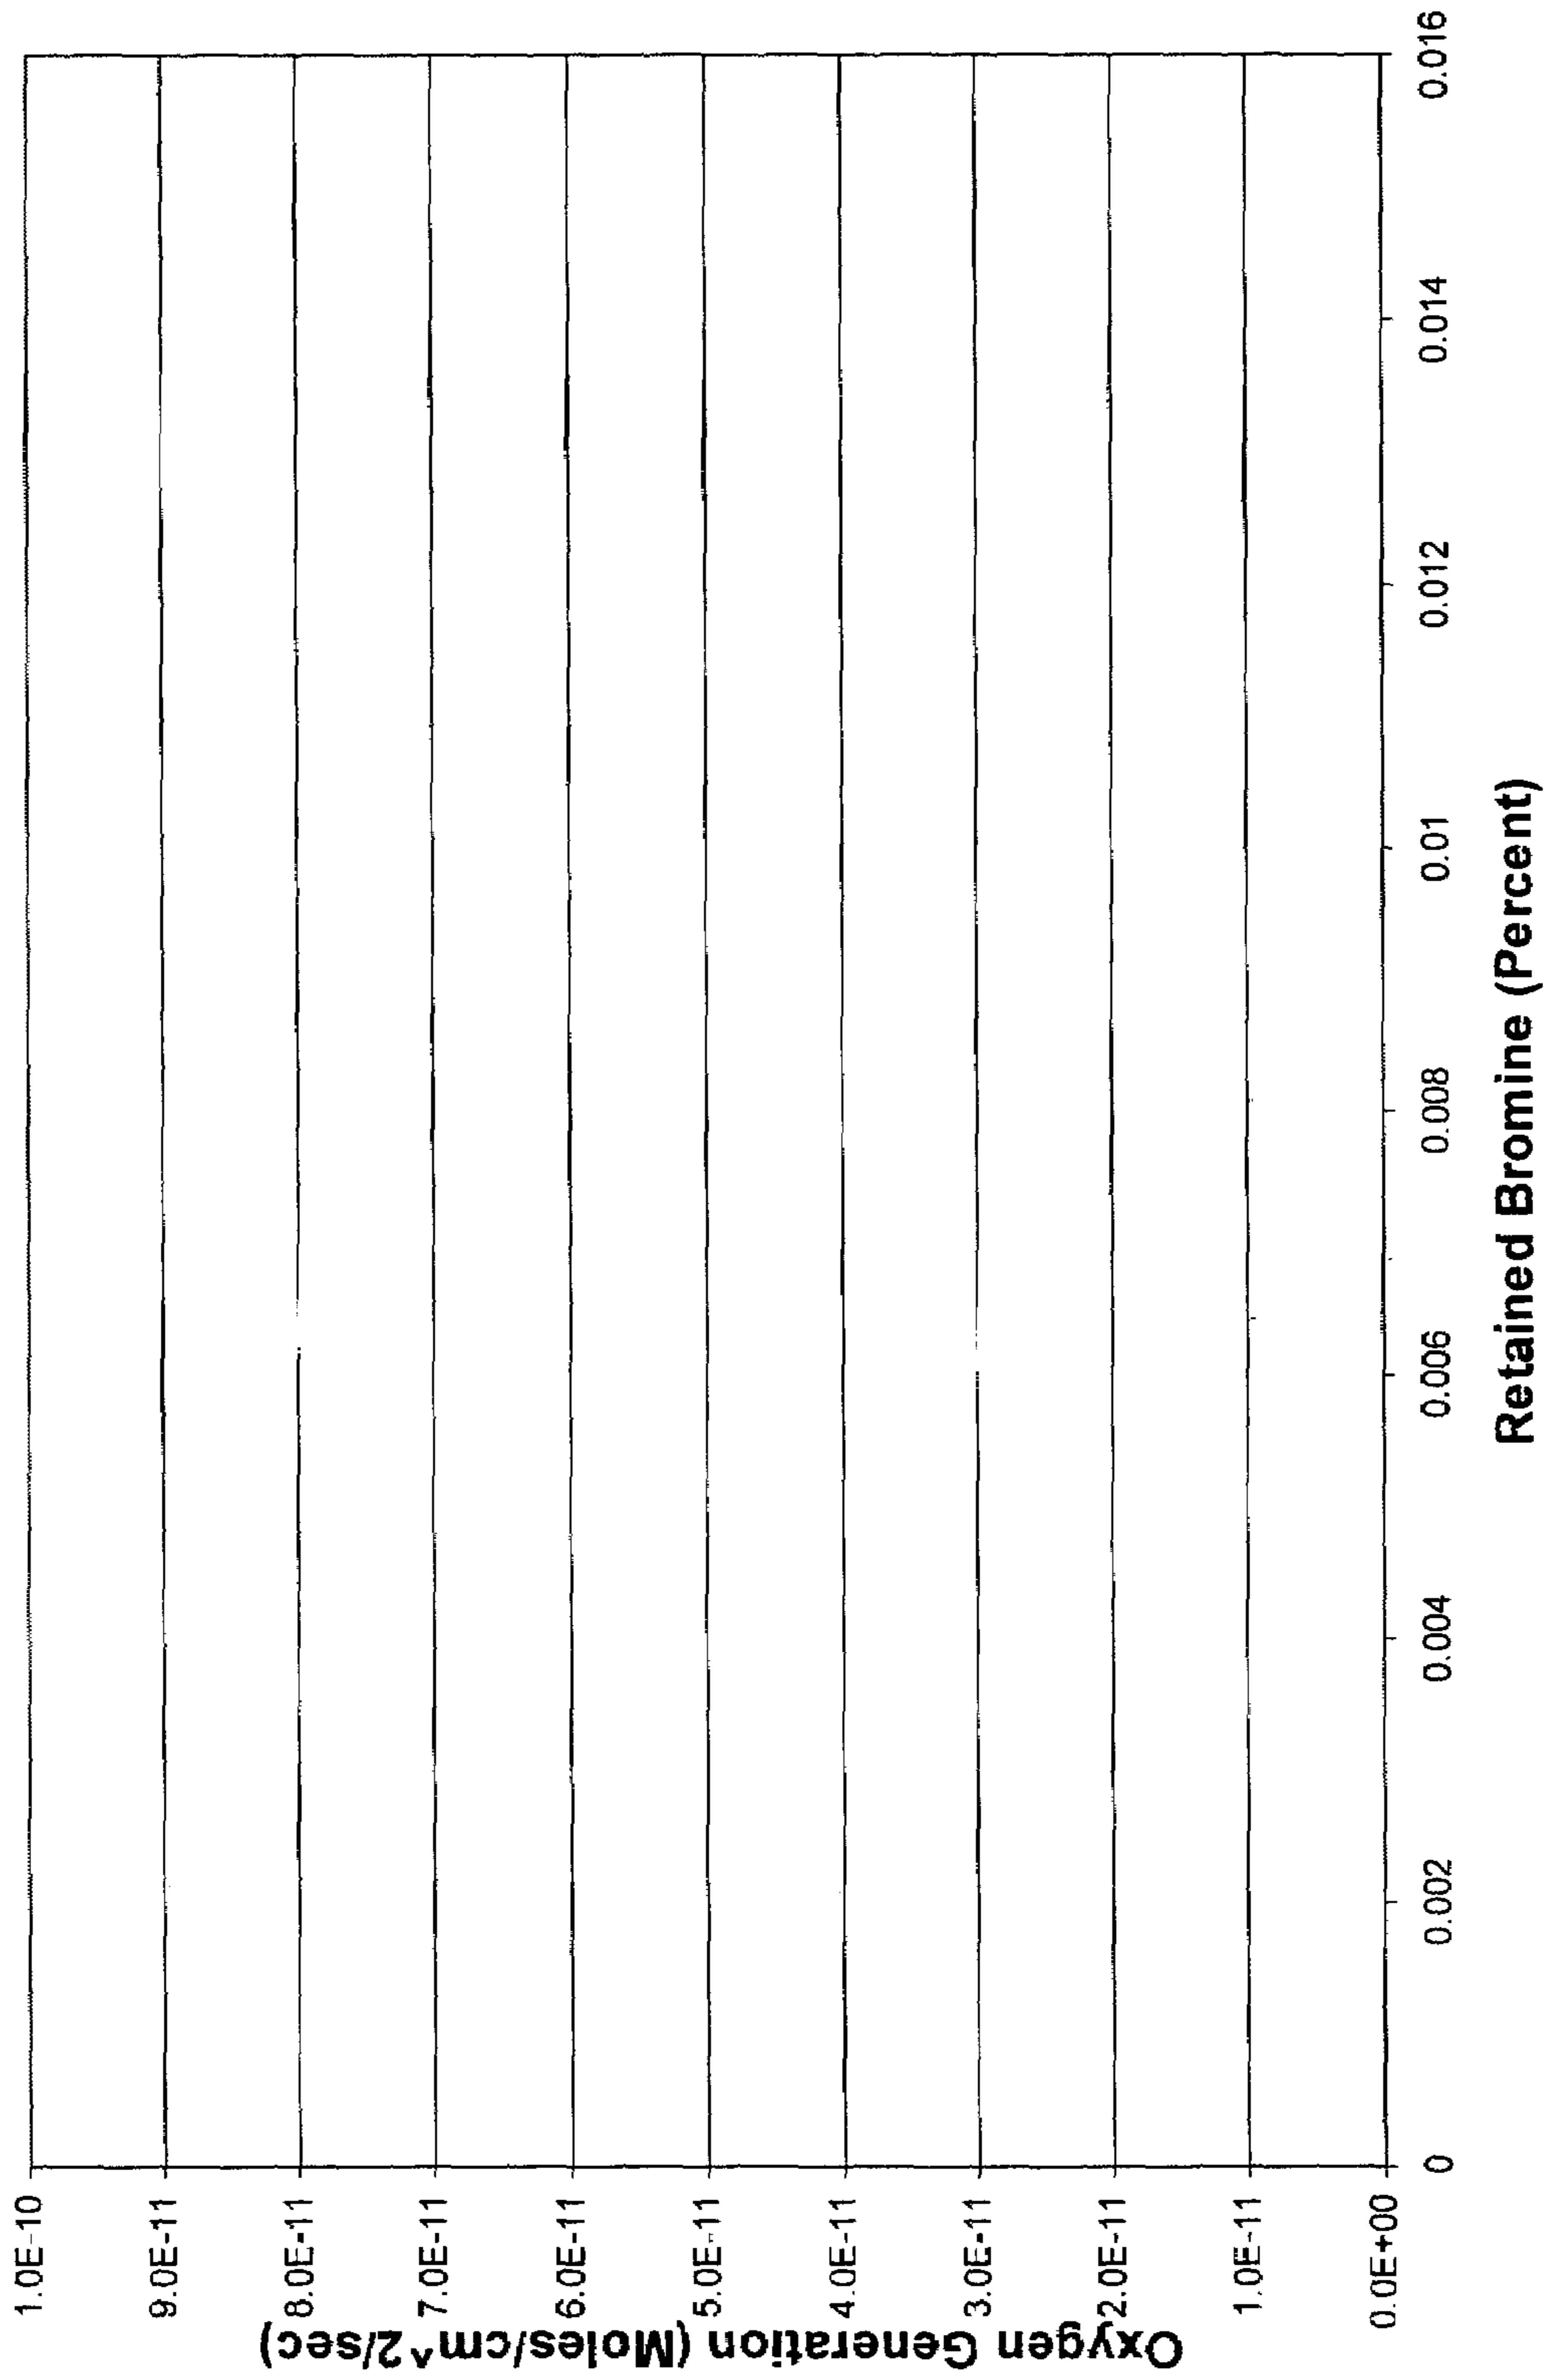 Oxygen Generation (Moles/cm^2/sec)
1.0E-10
9.0E-11
8.0E-11
7.0E-11
6.0E-11
5.0E-11
4.0E-11
3.0E-11
2.0E-11
1.0E-11
0.0E+00
0
0.002
0.004
0.006
0.008
0.01
0.012
0.014
0.016
Retained Bromine (Percent)